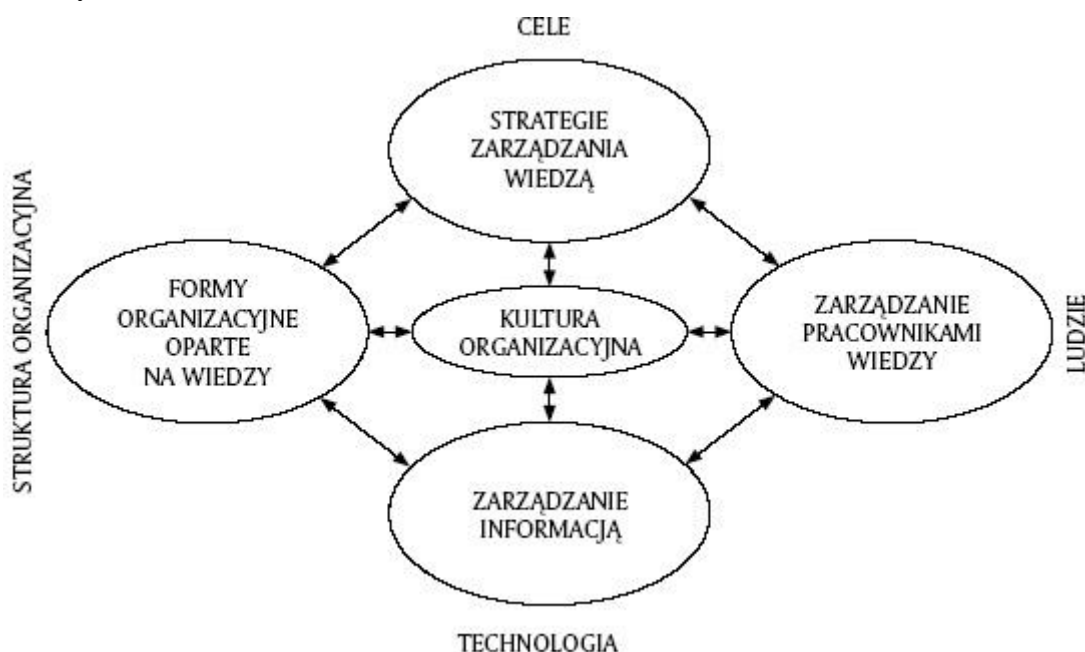 CELE
STRATEGIE
ZARZĄDZANIA
WIEDZĄ
STRUKTURA ORGANIZACYJNA
FORMY
ORGANIZACYJNE
OPARTE
NA WIEDZY
KULTURA
ORGANIZACYJNA
ZARZĄDZANIE
PRACOWNIKAMI
WIEDZY
LUDZIE
ZARZĄDZANIE
INFORMACJĄ
TECHNOLOGIA